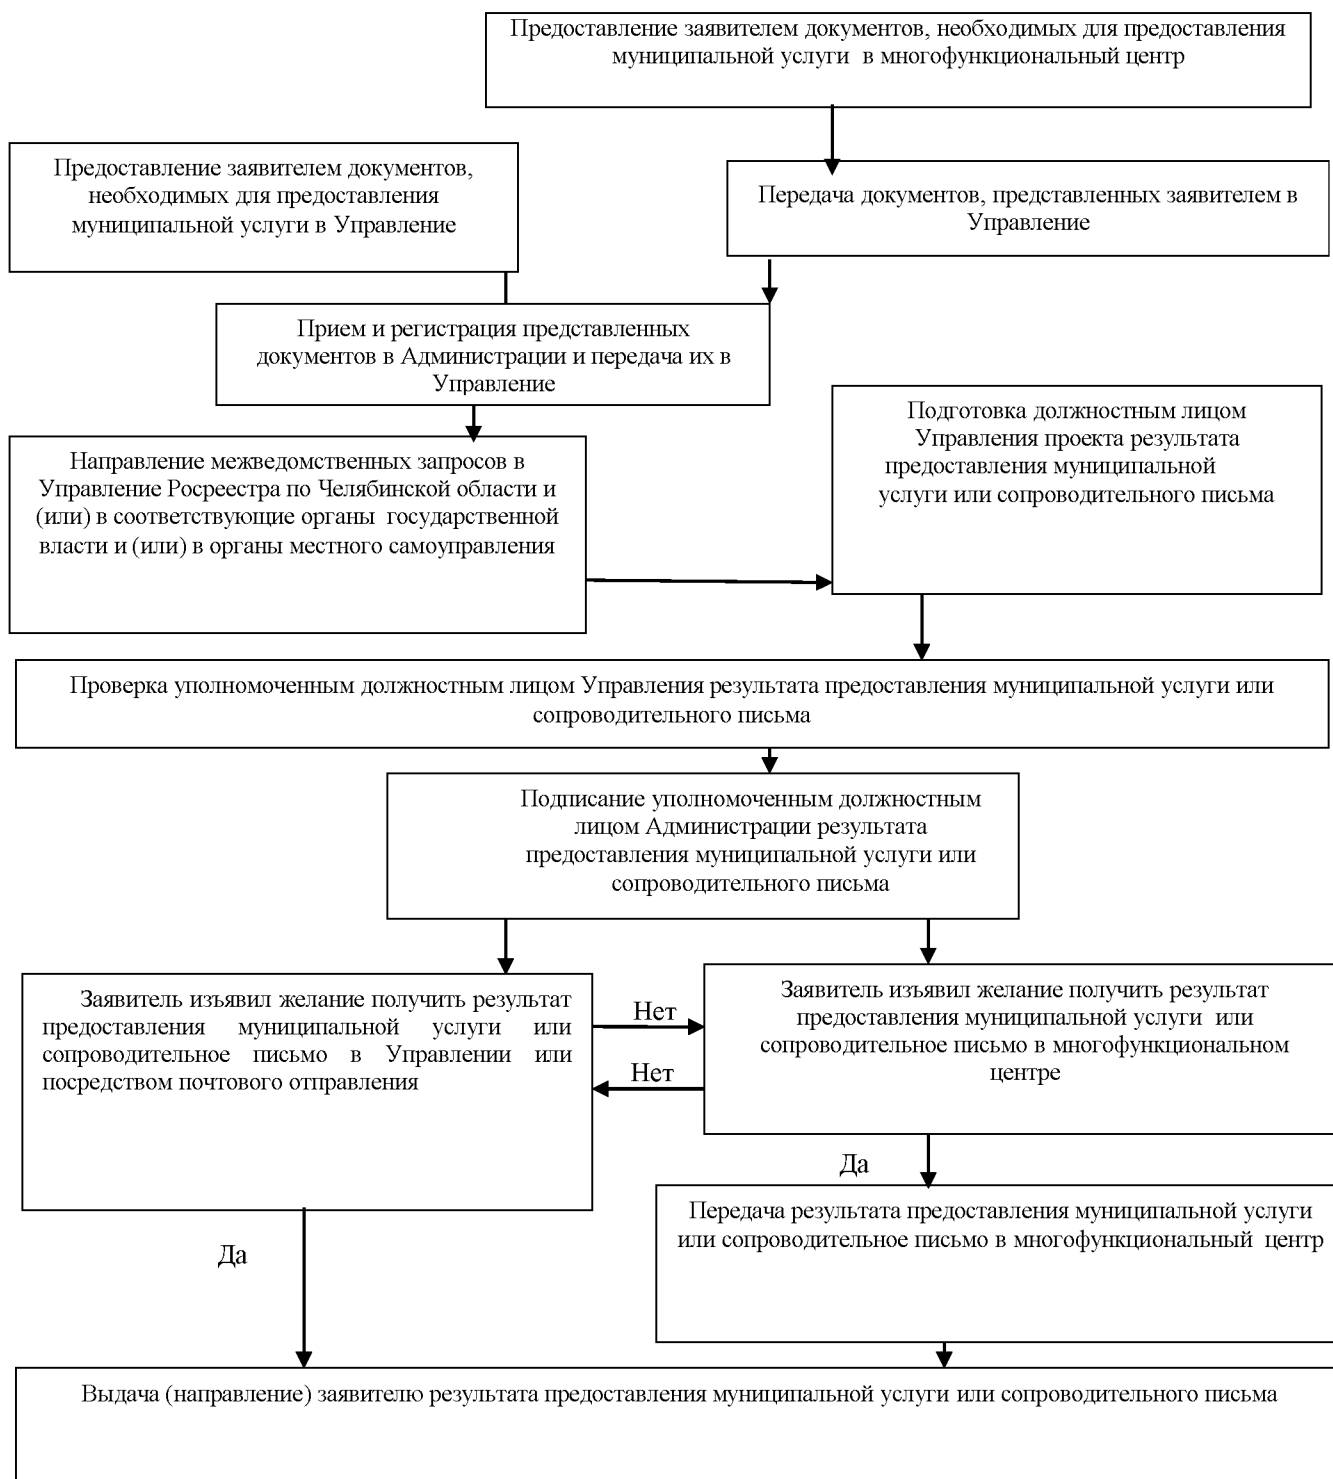 Предоставление заявителем документов, необходимых для предоставления
муниципальной услуги в многофункциональный центр
Предоставление заявителем документов,
необходимых для предоставления
муниципальной услуги в Управление
Передача документов, представленных заявителем в
Управление
Прием и регистрация представленных
документов в Администрации и передача их в
Управление
Подготовка должностным лицом
Управления проекта результата
предоставления муниципальной
услуги или сопроводительного письма
Направление межведомственных запросов в
Управление Росреестра по Челябинской области и
(или) в соответствующие органы государственной
власти и (или) в органы местного самоуправления
Проверка уполномоченным должностным лицом Управления результата предоставления муниципальной услуги или
сопроводительного письма
Подписание уполномоченным должностным
лицом Администрации результата
предоставления муниципальной услуги или
сопроводительного письма
Заявитель изъявил желание получить результат
предоставления муниципальной услуги или
сопроводительное письмо в Управлении или
посредством почтового отправления
Нет
Нет
Заявитель изъявил желание получить результат
предоставления муниципальной услуги или
сопроводительное письмо в многофункциональном
центре
Да
Передача результата предоставления муниципальной услуги
или сопроводительное письмо в многофункциональный центр
Да
Выдача (направление) заявителю результата предоставления муниципальной услуги или сопроводительного письма